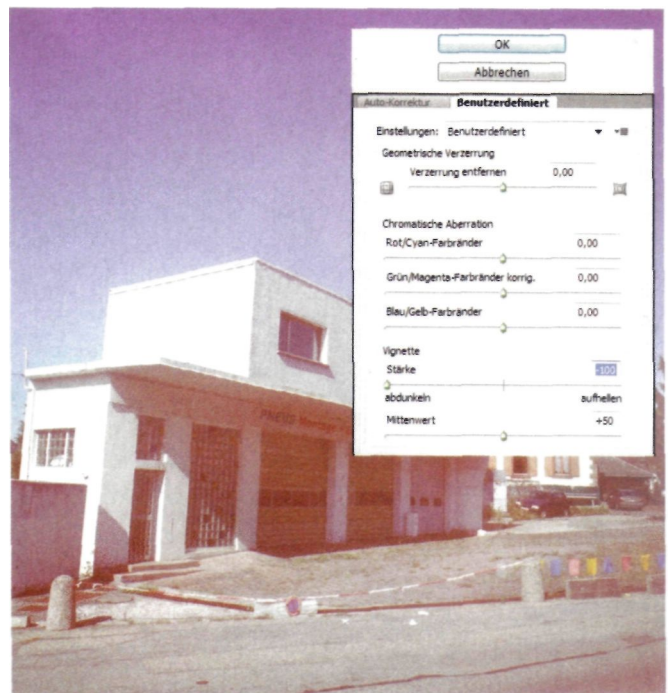 OK
Abbrechen
Auto-Korrektur Benutzerdefiniert
Einstellungen: Benutzerdefiniert
Geometrische Verzerrung
Verzerrung entfernen 0,00
Chromatische Aberration
Rot/Cyan-Farbränder 0,00
Grün/Magenta-Farbränder korrig. 0,00
Blau/Gelb-Farbränder 0,00
Vignette
Stärke -100
abdunkeln aufhellen
Mittenwert +50
PNEUS